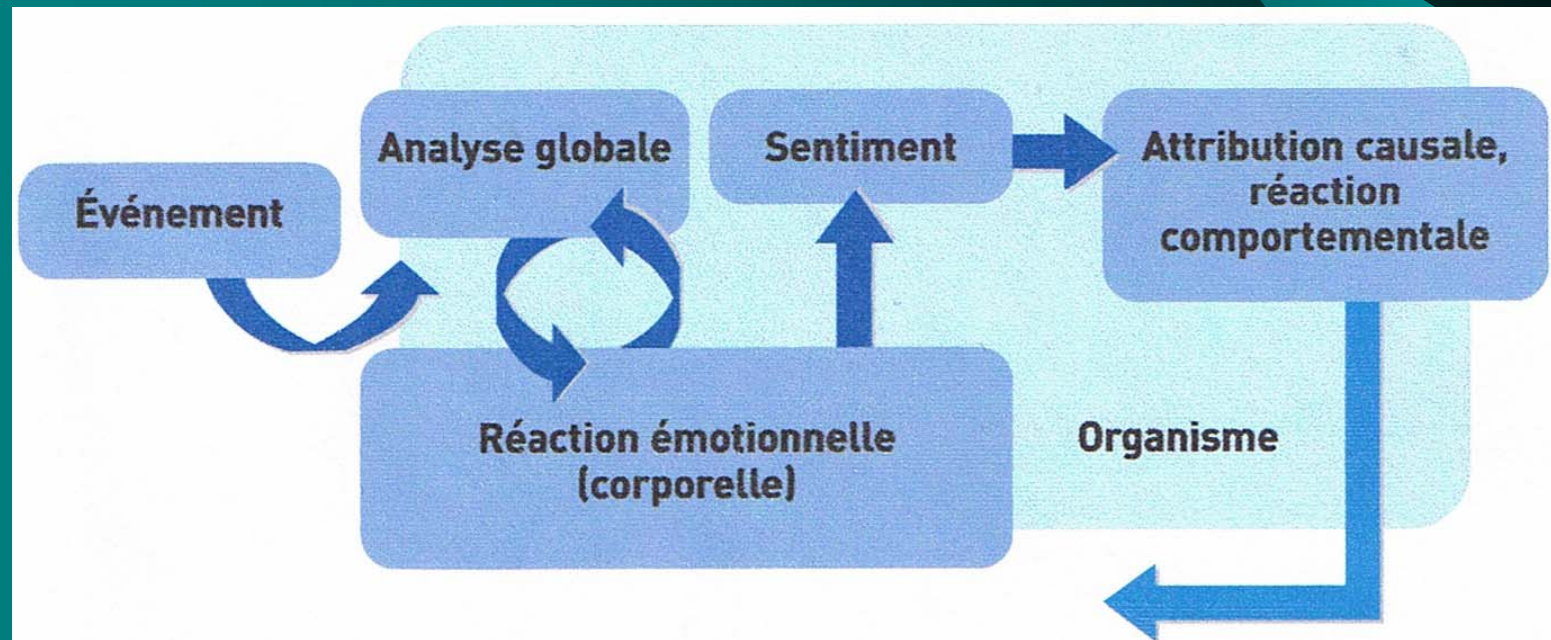 Événement
Analyse globale
Sentiment
Attribution causale,
réaction
comportementale
Réaction émotionnelle
(corporelle)
Organisme